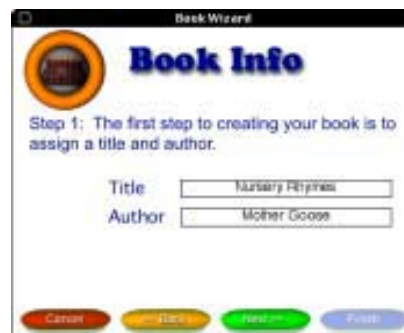 Book Wizard
Book Info
Step 1: The first step to creating your book is to
assign a title and author.
Title Nursery Rhymes
Author Mother Goose
Cancel << Back Next >> Finish